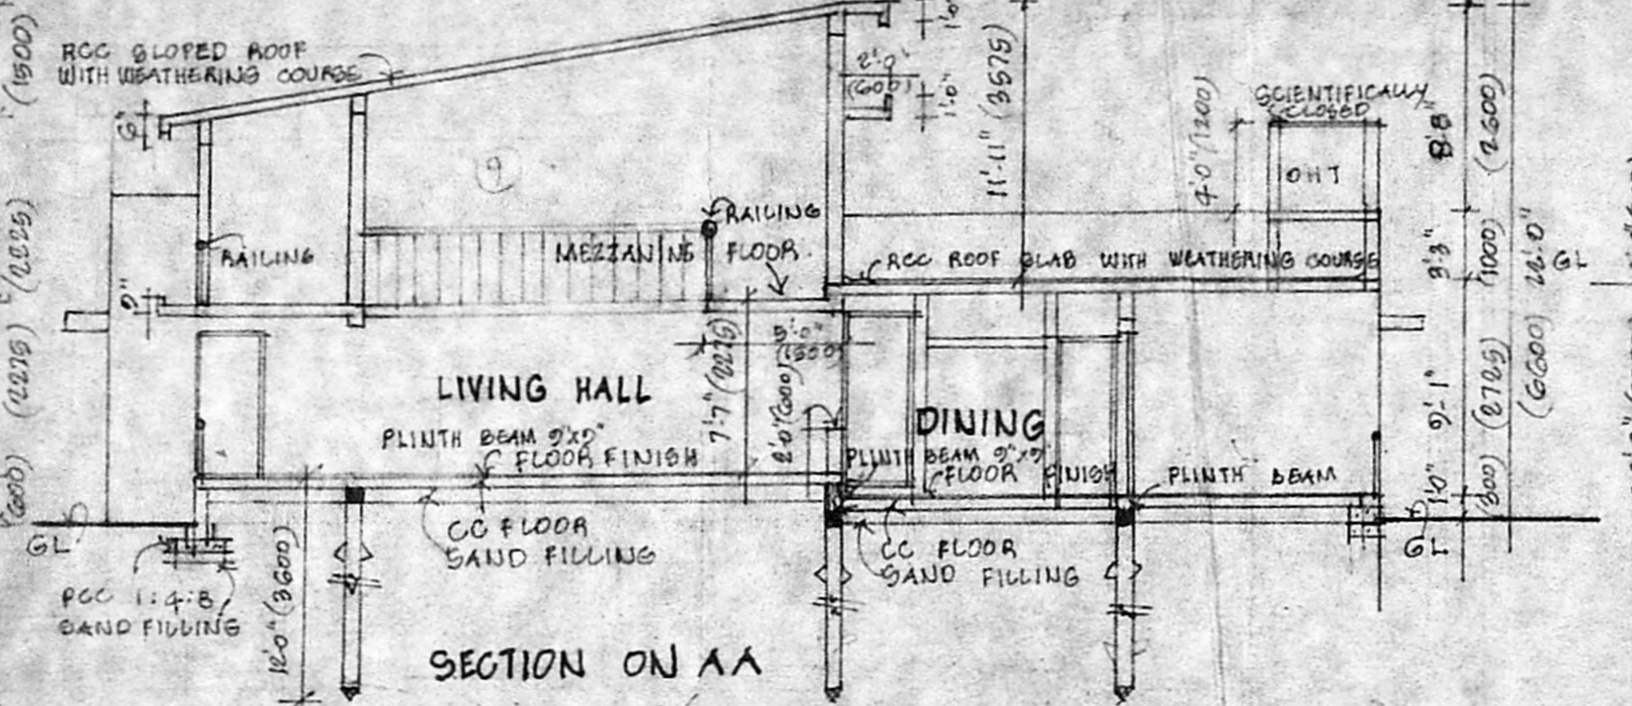 (1500)
RCC SLOPED ROOF
WITH WEATHERING COURSE
6"
2'.0"
(600)
1'.0"
1'.0"
11'-11" (3575)
4'.0" (1200)
SCIENTIFICALLY
CLOSED
OHT
8'8"
(2600)
9
RAILING
RAILING
MEZZANINE
FLOOR
RCC ROOF SLAB WITH WEATHERING COURSE
3'3"
(1000)
22'.0"
(6600)
GL
(2325)
(2275)
(600)
6"
7'-7" (2275)
5'.0"
(1500)
2'.0" (600)
LIVING HALL
PLINTH BEAM 9"x9"
FLOOR FINISH
DINING
PLINTH BEAM 9"x9"
FLOOR FINISH
PLINTH BEAM
9'-1"
(2725)
1'.0"
(300)
GL
CC FLOOR
SAND FILLING
CC FLOOR
SAND FILLING
GL
PCC 1:4:8
SAND FILLING
12'.0" (3600)
SECTION ON AA